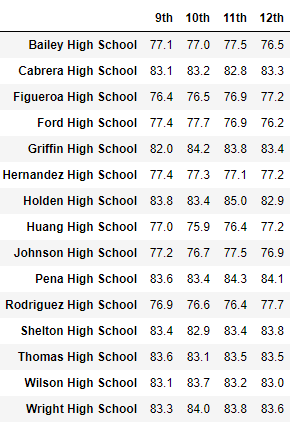 9th 10th 11th 12th
Bailey High School 77.1 77.0 77.5 76.5
Cabrera High School 83.1 83.2 82.8 83.3
Figueroa High School 76.4 76.5 76.9 77.2
Ford High School 77.4 77.7 76.9 76.2
Griffin High School 82.0 84.2 83.8 83.4
Hernandez High School 77.4 77.3 77.1 77.2
Holden High School 83.8 83.4 85.0 82.9
Huang High School 77.0 75.9 76.4 77.2
Johnson High School 77.2 76.7 77.5 76.9
Pena High School 83.6 83.4 84.3 84.1
Rodriguez High School 76.9 76.6 76.4 77.7
Shelton High School 83.4 82.9 83.4 83.8
Thomas High School 83.6 83.1 83.5 83.5
Wilson High School 83.1 83.7 83.2 83.0
Wright High School 83.3 84.0 83.8 83.6